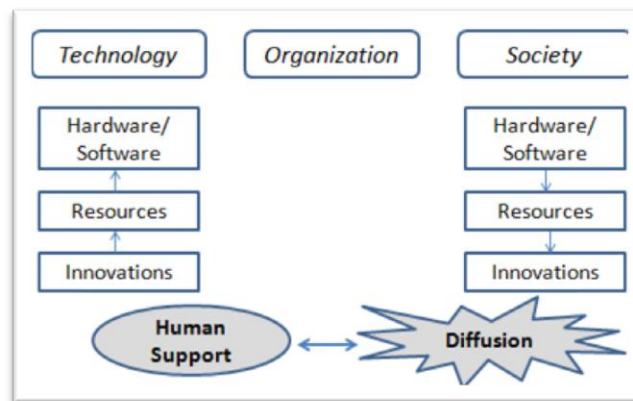 Technology
Organization
Society
Hardware/
Software
Resources
Innovations
Hardware/
Software
Resources
Innovations
Human
Support
Diffusion